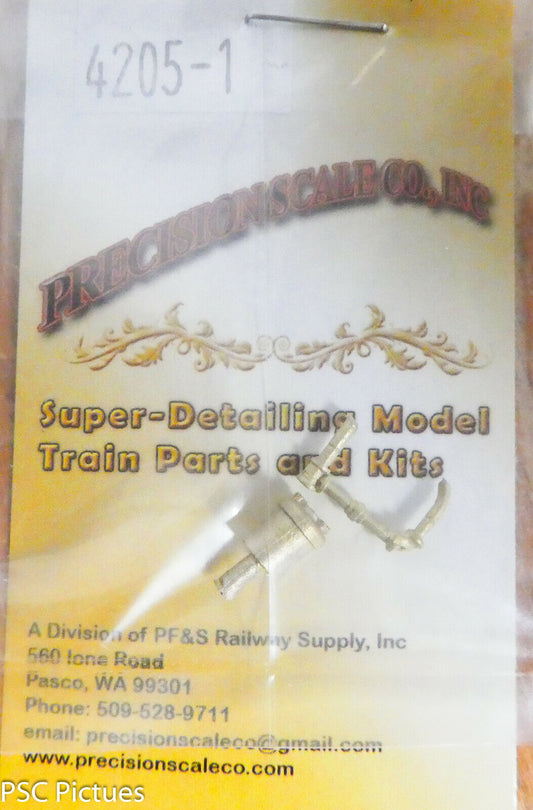 4205-1
PRECISION SCALE CO., INC
Super-Detailing Model
Train Parts and Kits
A Division of PF&S Railway Supply, Inc
560 Ione Road
Pasco, WA 99301
Phone: 509-528-9711
email: precisionscaleco@gmail.com
www.precisionscaleco.com
PSC Pictues